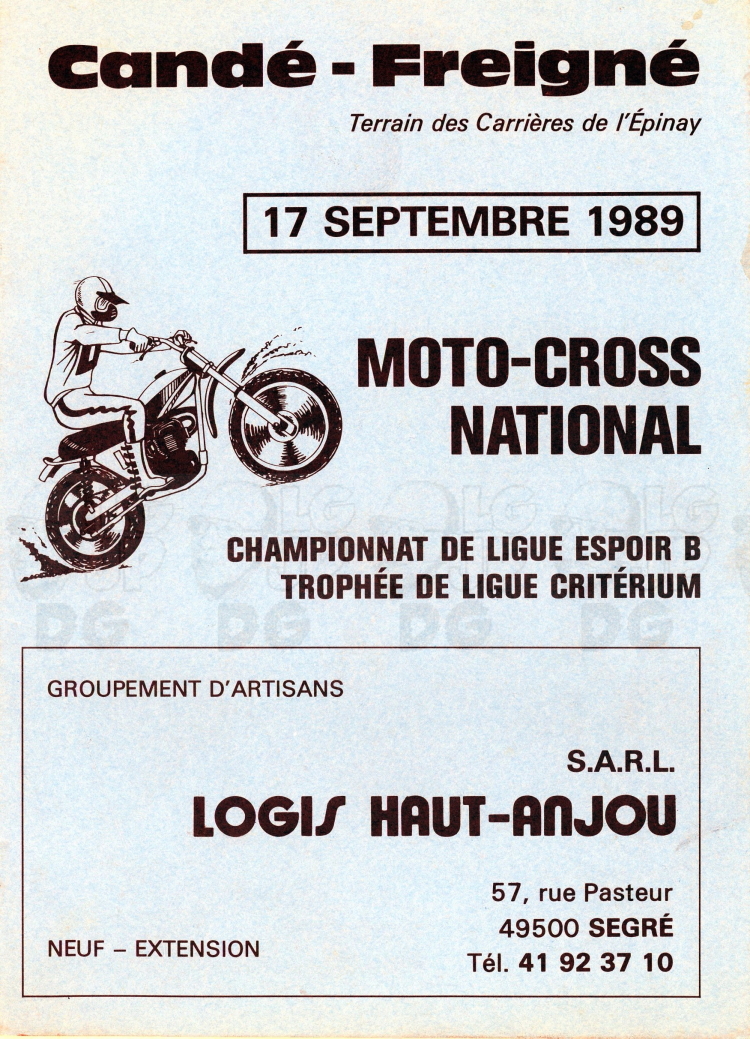 Candé - Freigné
Terrain des Carrières de l'Épinay
17 SEPTEMBRE 1989
MOTO-CROSS
NATIONAL
CHAMPIONNAT DE LIGUE ESPOIR B
TROPHÉE DE LIGUE CRITÉRIUM
GROUPEMENT D'ARTISANS
S.A.R.L.
LOGIS HAUT-ANJOU
57, rue Pasteur
49500 SEGRÉ
NEUF – EXTENSION
Tél. 41 92 37 10